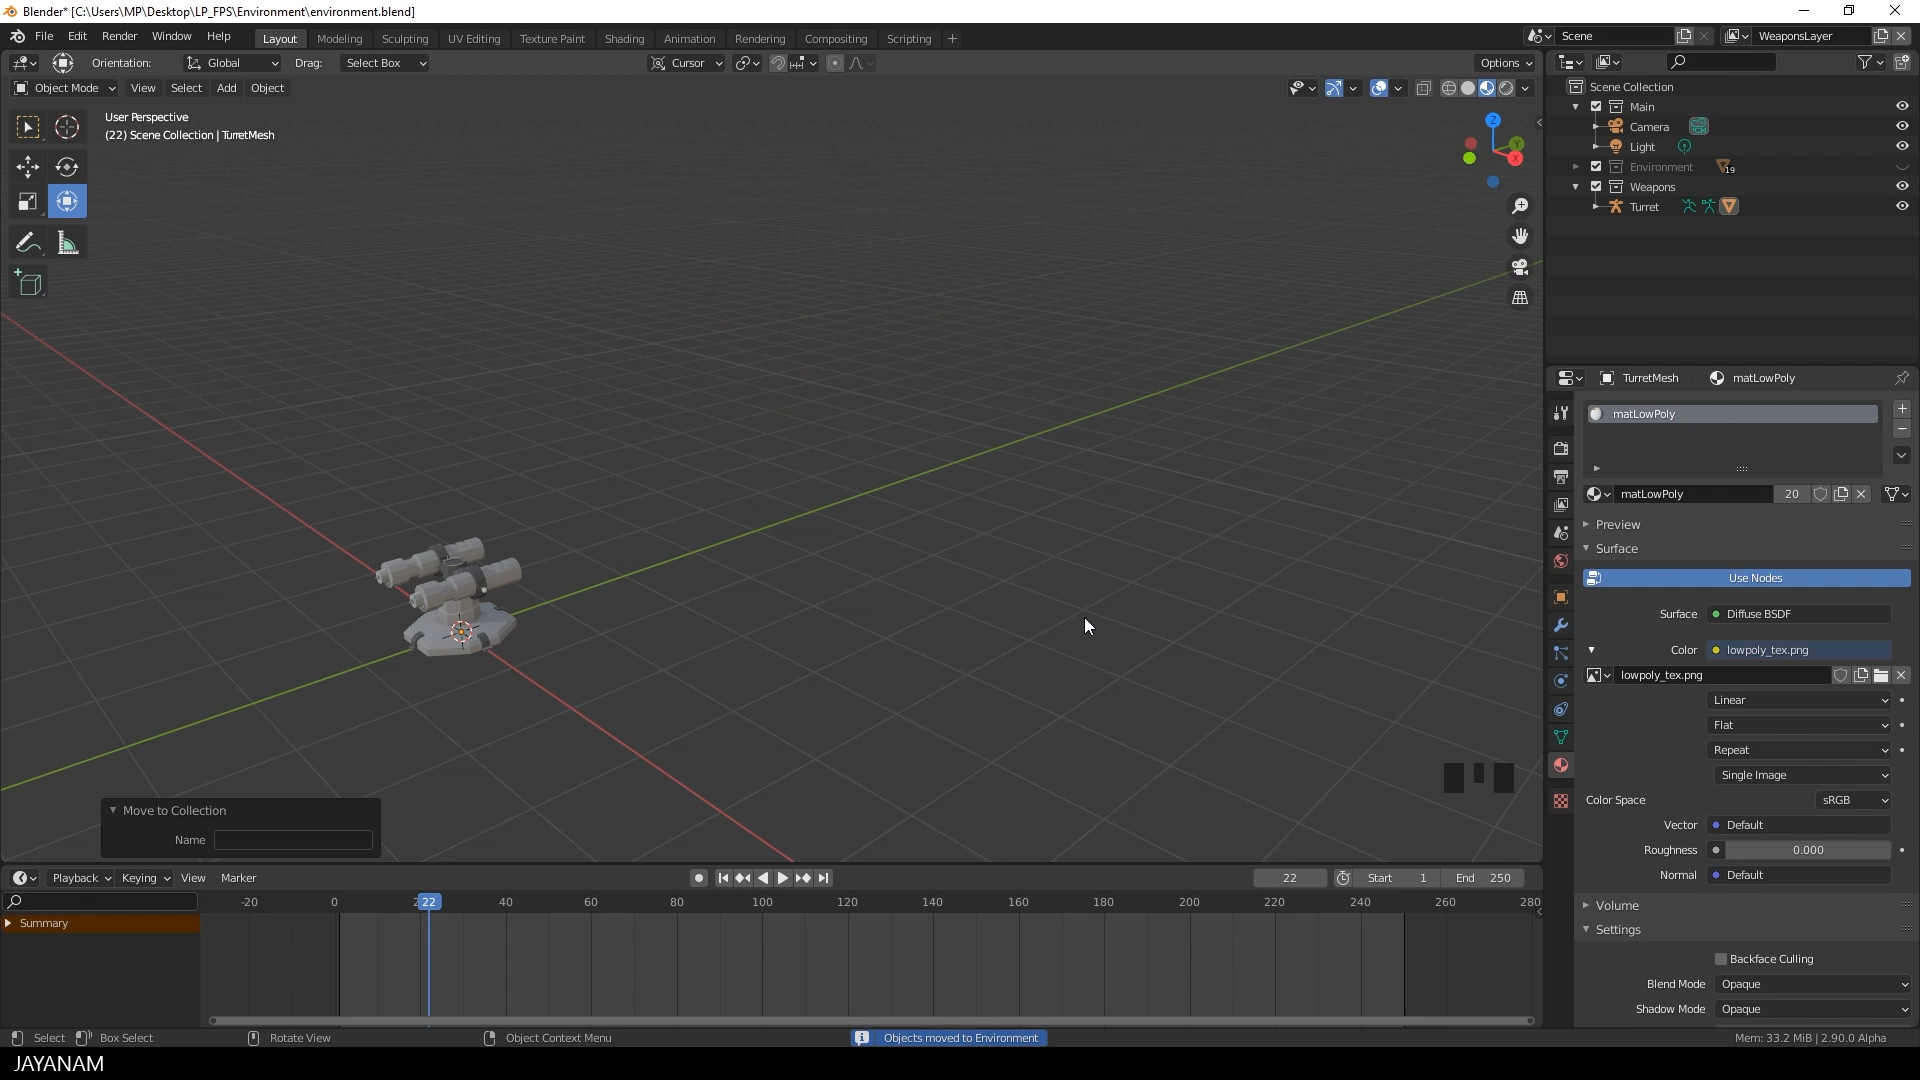 Blender* [C:\Users\MP\Desktop\LP_FPS\Environment\environment.blend]
File Edit Render Window Help
Layout Modeling Sculpting UV Editing Texture Paint Shading Animation Rendering Compositing Scripting +
Scene
WeaponsLayer
Orientation: Global Drag: Select Box
Cursor
Options
Object Mode View Select Add Object
User Perspective
(22) Scene Collection | TurretMesh
Z
Y
X
Scene Collection
Main
Camera
Light
Environment 19
Weapons
Turret
TurretMesh matLowPoly
matLowPoly
matLowPoly 20
Preview
Surface
Use Nodes
Surface Diffuse BSDF
Color lowpoly_tex.png
lowpoly_tex.png
Linear
Flat
Repeat
Single Image
Color Space sRGB
Vector Default
Roughness 0.000
Normal Default
Volume
Settings
Backface Culling
Blend Mode Opaque
Shadow Mode Opaque
Move to Collection
Name
Playback Keying View Marker
22 Start 1 End 250
-20 0 22 40 60 80 100 120 140 160 180 200 220 240 260 280
Summary
Select Box Select Rotate View Object Context Menu
Objects moved to Environment
Mem: 33.2 MiB | 2.90.0 Alpha
JAYANAM